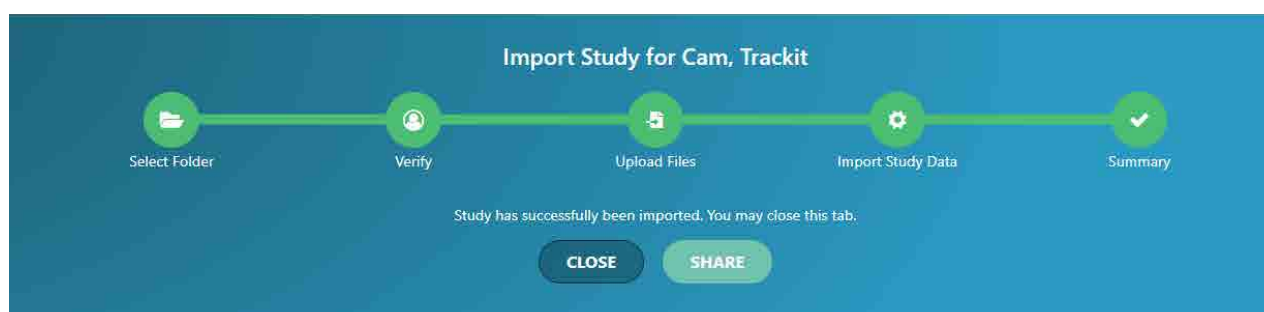 Import Study for Cam, Trackit
Select Folder
Verify
Upload Files
Import Study Data
Summary
Study has successfully been imported. You may close this tab.
CLOSE
SHARE